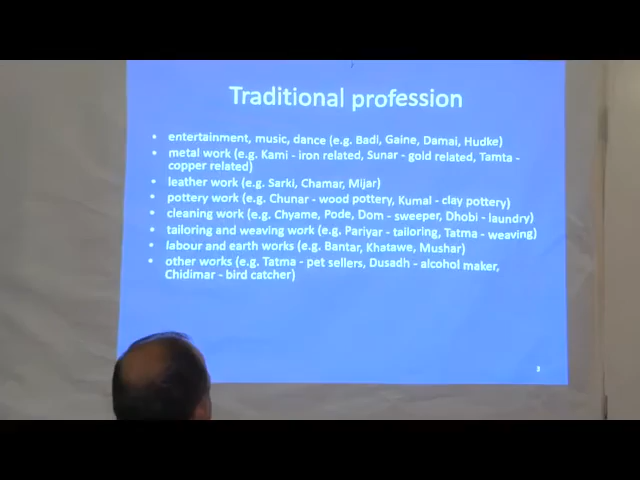 Traditional profession
• entertainment, music, dance (e.g. Badi, Gaine, Damai, Hudke)
• metal work (e.g. Kami - iron related, Sunar - gold related, Tamta -
copper related)
• leather work (e.g. Sarki, Chamar, Mijar)
• pottery work (e.g. Chunar - wood pottery, Kumal - clay pottery)
• cleaning work (e.g. Chyame, Pode, Dom - sweeper, Dhobi - laundry)
• tailoring and weaving work (e.g. Pariyar - tailoring, Tatma - weaving)
• labour and earth works (e.g. Bantar, Khatawe, Mushar)
• other works (e.g. Tatma - pet sellers, Dusadh - alcohol maker,
Chidimar - bird catcher)
3